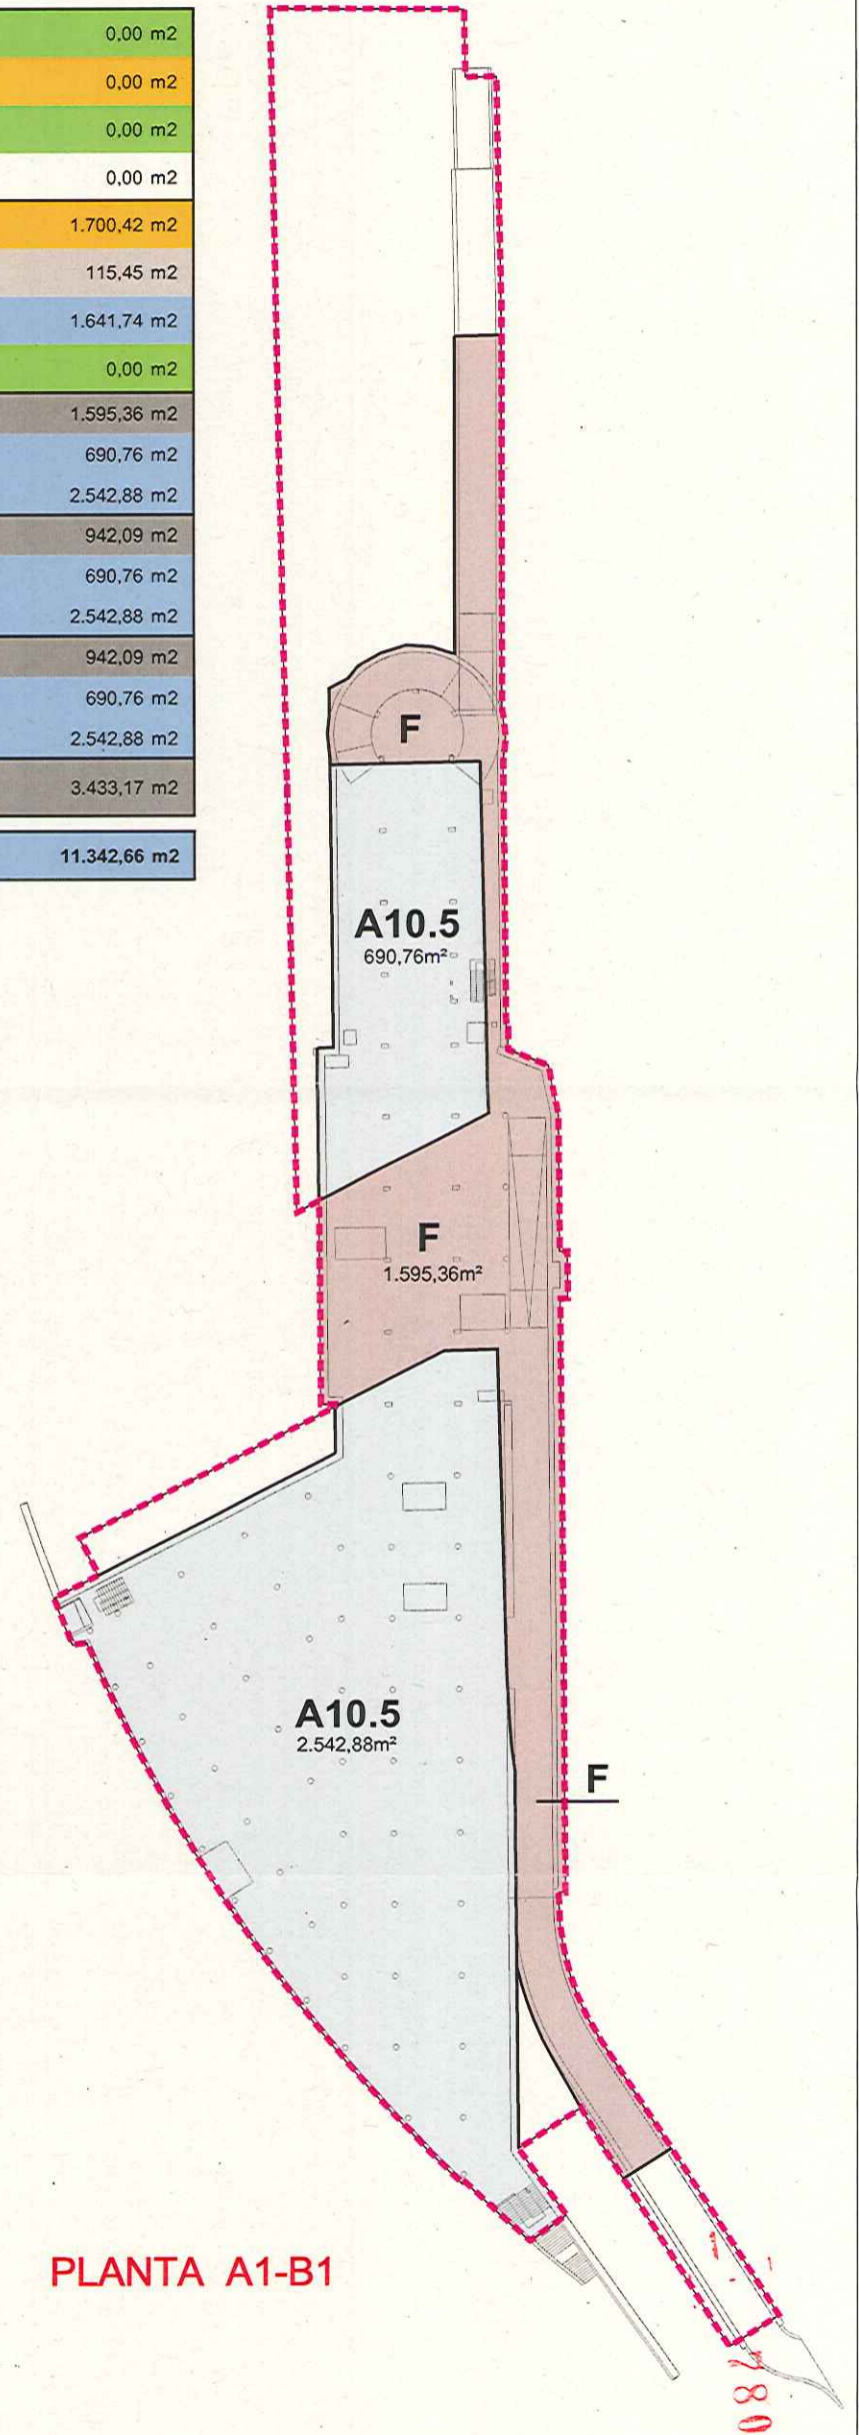 0,00 m2
0,00 m2
0,00 m2
0,00 m2
1.700,42 m2
115,45 m2
1.641,74 m2
0,00 m2
1.595,36 m2
690,76 m2
2.542,88 m2
942,09 m2
690,76 m2
2.542,88 m2
942,09 m2
690,76 m2
2.542,88 m2
3.433,17 m2
11.342,66 m2
F
A10.5
690,76m²
F
1.595,36m²
A10.5
2.542,88m²
F
PLANTA A1-B1